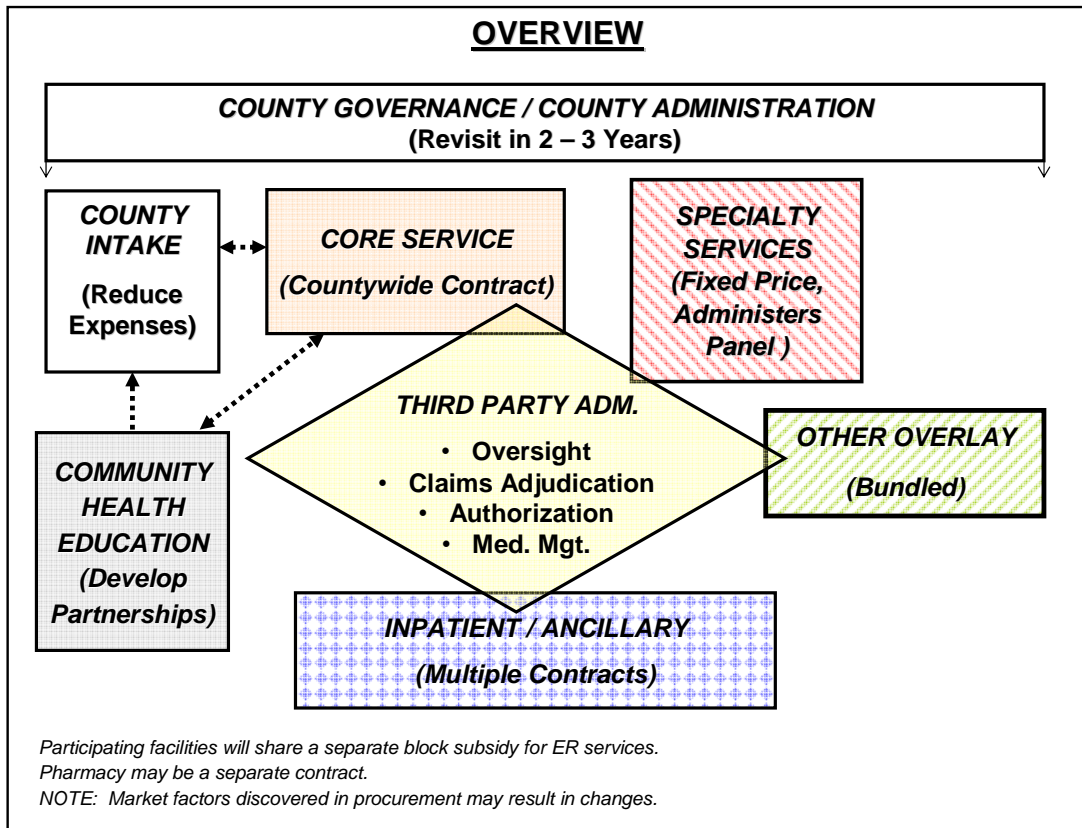 OVERVIEW
COUNTY GOVERNANCE / COUNTY ADMINISTRATION
(Revisit in 2 – 3 Years)
COUNTY
INTAKE
(Reduce
Expenses)
CORE SERVICE
(Countywide Contract)
SPECIALTY
SERVICES
(Fixed Price,
Administers
Panel )
THIRD PARTY ADM.
• Oversight
• Claims Adjudication
• Authorization
• Med. Mgt.
OTHER OVERLAY
(Bundled)
COMMUNITY
HEALTH
EDUCATION
(Develop
Partnerships)
INPATIENT / ANCILLARY
(Multiple Contracts)
Participating facilities will share a separate block subsidy for ER services.
Pharmacy may be a separate contract.
NOTE: Market factors discovered in procurement may result in changes.